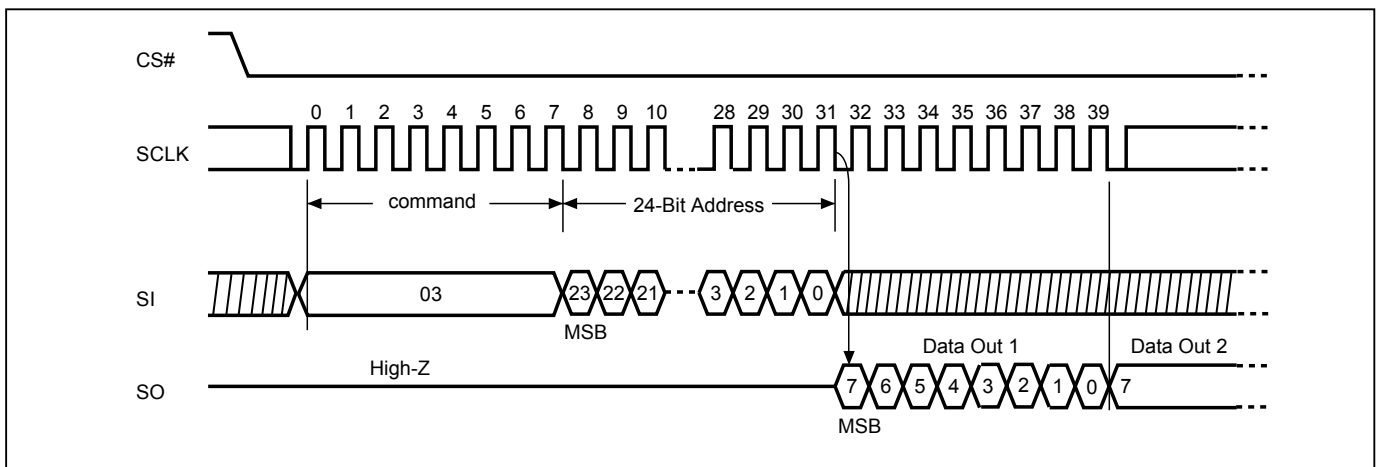 CS#
0 1 2 3 4 5 6 7 8 9 10 28 29 30 31 32 33 34 35 36 37 38 39
SCLK
command 24-Bit Address
SI 03 23 22 21 3 2 1 0
MSB
High-Z Data Out 1 Data Out 2
SO 7 6 5 4 3 2 1 0 7
MSB